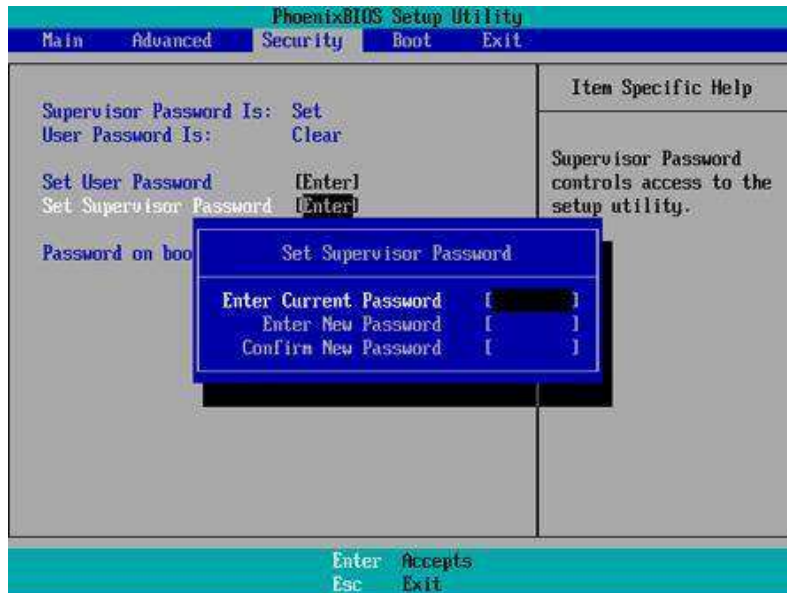 PhoenixBIOS Setup Utility
Main Advanced Security Boot Exit
Item Specific Help
Supervisor Password Is: Set
User Password Is: Clear
Supervisor Password
controls access to the
setup utility.
Set User Password [Enter]
Set Supervisor Password [Enter]
Password on boo
Set Supervisor Password
Enter Current Password [ ]
Enter New Password [ ]
Confirm New Password [ ]
Enter Accepts
Esc Exit